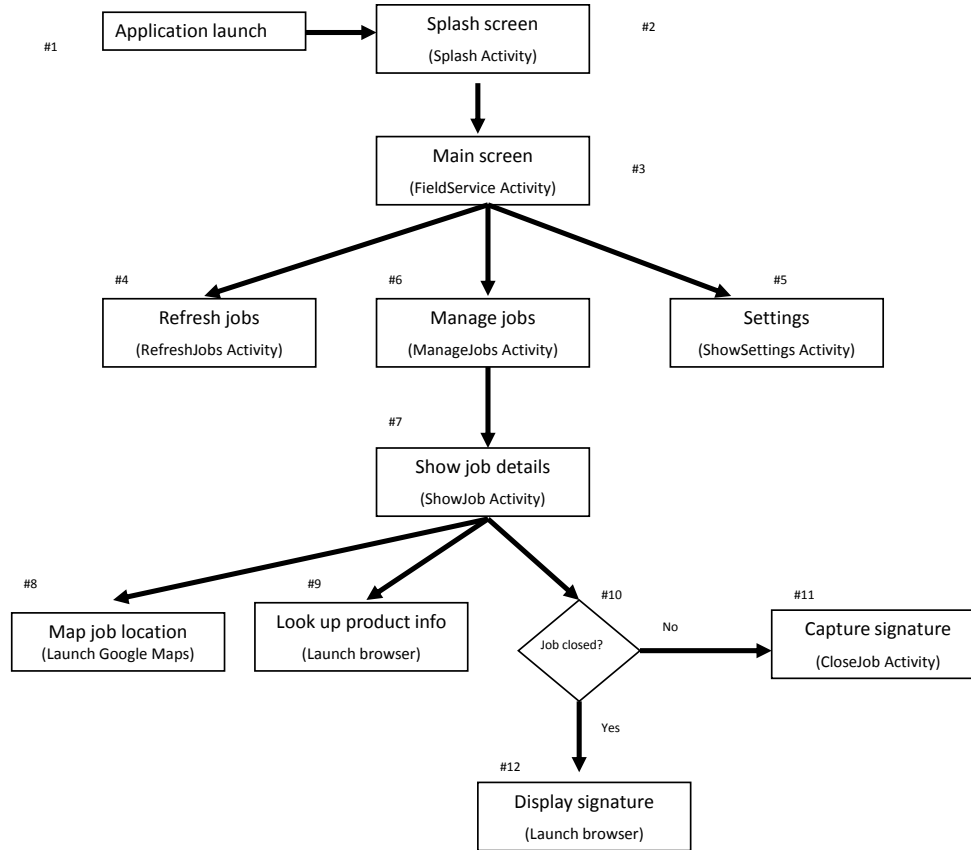 #1
Application launch
Splash screen
(Splash Activity)
#2
Main screen
(FieldService Activity)
#3
#4
Refresh jobs
(RefreshJobs Activity)
#6
Manage jobs
(ManageJobs Activity)
#5
Settings
(ShowSettings Activity)
#7
Show job details
(ShowJob Activity)
#8
Map job location
(Launch Google Maps)
#9
Look up product info
(Launch browser)
#10
Job closed?
No
#11
Capture signature
(CloseJob Activity)
Yes
#12
Display signature
(Launch browser)